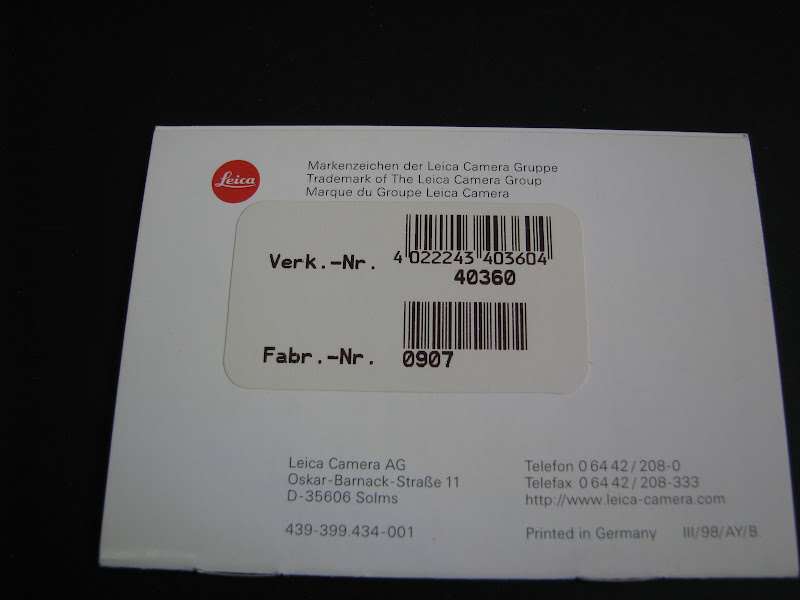 Leica
Markenzeichen der Leica Camera Gruppe
Trademark of The Leica Camera Group
Marque du Groupe Leica Camera
Verk.-Nr.
4 022243 403604
40360
Fabr.-Nr.
0907
Leica Camera AG
Oskar-Barnack-Straße 11
D-35606 Solms
439-399.434-001
Telefon 0 64 42 / 208-0
Telefax 0 64 42 / 208-333
http://www.leica-camera.com
Printed in Germany III/98/AY/B